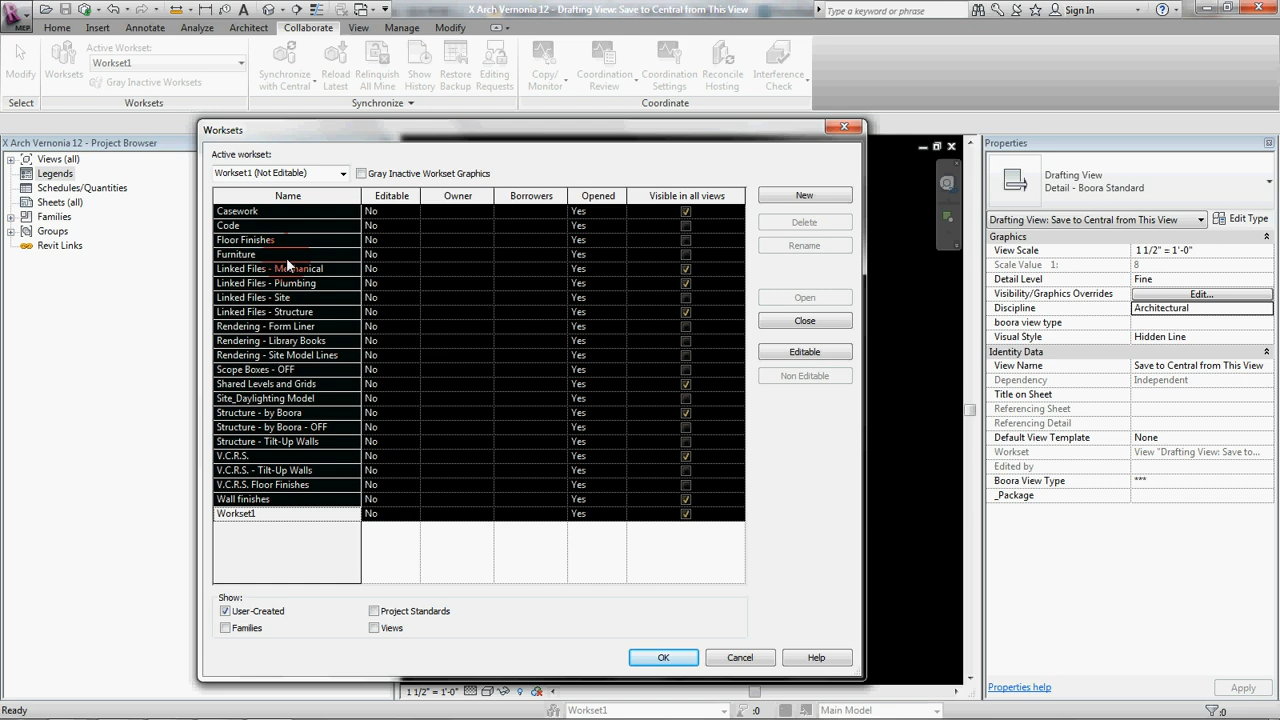 X Arch Vernonia 12 - Drafting View: Save to Central from This View
Type a keyword or phrase
Sign In
MEP
Home Insert Annotate Analyze Architect Collaborate View Manage Modify
Modify
Worksets
Active Workset:
Workset1
Gray Inactive Worksets
Synchronize with Central
Reload Latest
Relinquish All Mine
Show History
Restore Backup
Editing Requests
Copy/ Monitor
Coordination Review
Coordination Settings
Reconcile Hosting
Interference Check
Select Worksets Synchronize Coordinate
X Arch Vernonia 12 - Project Browser
Views (all)
Legends
Schedules/Quantities
Sheets (all)
Families
Groups
Revit Links
Worksets
Active workset:
Workset1 (Not Editable)
Gray Inactive Workset Graphics
Name Editable Owner Borrowers Opened Visible in all views
Casework No Yes
Code No Yes
Floor Finishes No Yes
Furniture No Yes
Linked Files - Mechanical No Yes
Linked Files - Plumbing No Yes
Linked Files - Site No Yes
Linked Files - Structure No Yes
Rendering - Form Liner No Yes
Rendering - Library Books No Yes
Rendering - Site Model Lines No Yes
Scope Boxes - OFF No Yes
Shared Levels and Grids No Yes
Site_Daylighting Model No Yes
Structure - by Boora No Yes
Structure - by Boora - OFF No Yes
Structure - Tilt-Up Walls No Yes
V.C.R.S. No Yes
V.C.R.S. - Tilt-Up Walls No Yes
V.C.R.S. Floor Finishes No Yes
Wall finishes No Yes
Workset1 No Yes
New
Delete
Rename
Open
Close
Editable
Non Editable
Show:
User-Created
Project Standards
Families
Views
OK Cancel Help
Properties
Drafting View
Detail - Boora Standard
Drafting View: Save to Central from This View
Edit Type
Graphics
View Scale 1 1/2" = 1'-0"
Scale Value 1: 8
Detail Level Fine
Visibility/Graphics Overrides Edit...
Discipline Architectural
boora view type
Visual Style Hidden Line
Identity Data
View Name Save to Central from This View
Dependency Independent
Title on Sheet
Referencing Sheet
Referencing Detail
Default View Template None
Workset View "Drafting View: Save to...
Edited by
Boora View Type ***
_Package
Properties help
Apply
1 1/2" = 1'-0"
Ready
Workset1
:0
Main Model
:0